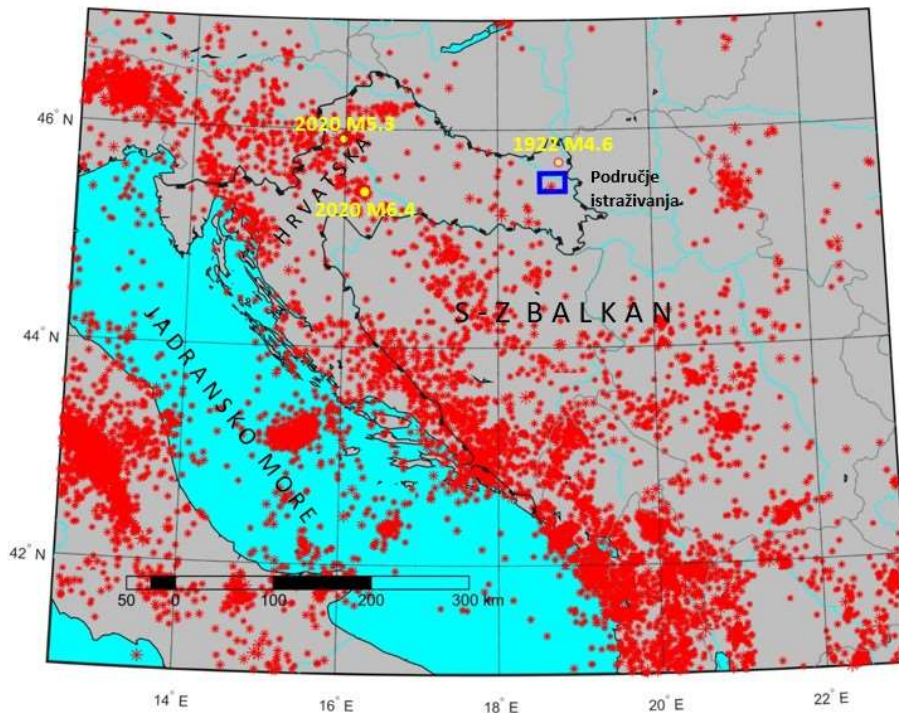 46° N
44° N
42° N
2020 M5.3
1922 M4.6
Područje
istraživanja
2020 M6.4
HRVATSKA
S-Z BALKAN
JADRANSKO MORE
50 0 100 200 300 km
14° E 16° E 18° E 20° E 22° E